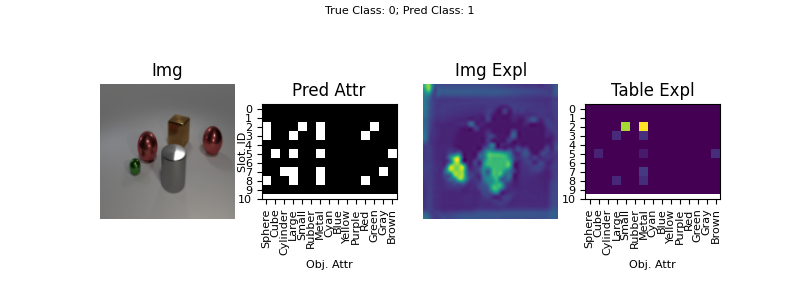 True Class: 0; Pred Class: 1
Img
Pred Attr
Img Expl
Table Expl
Slot. ID
0
1
2
3
4
5
6
7
8
9
10
0
1
2
3
4
5
6
7
8
9
10
Sphere
Cube
Cylinder
Large
Small
Rubber
Metal
Cyan
Blue
Yellow
Purple
Red
Green
Gray
Brown
Sphere
Cube
Cylinder
Large
Small
Rubber
Metal
Cyan
Blue
Yellow
Purple
Red
Green
Gray
Brown
Obj. Attr
Obj. Attr